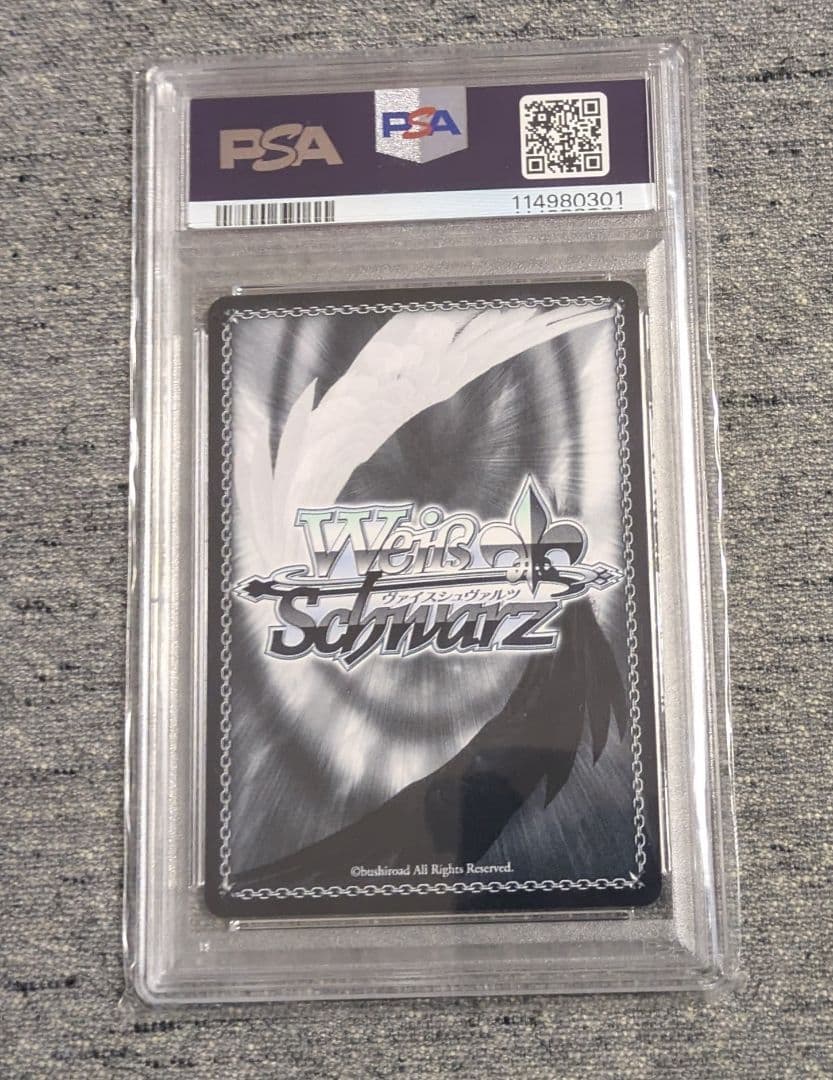 PSA
PSA
114980301
Weiß
ヴァイスシュヴァルツ
Schwarz
©bushiroad All Rights Reserved.